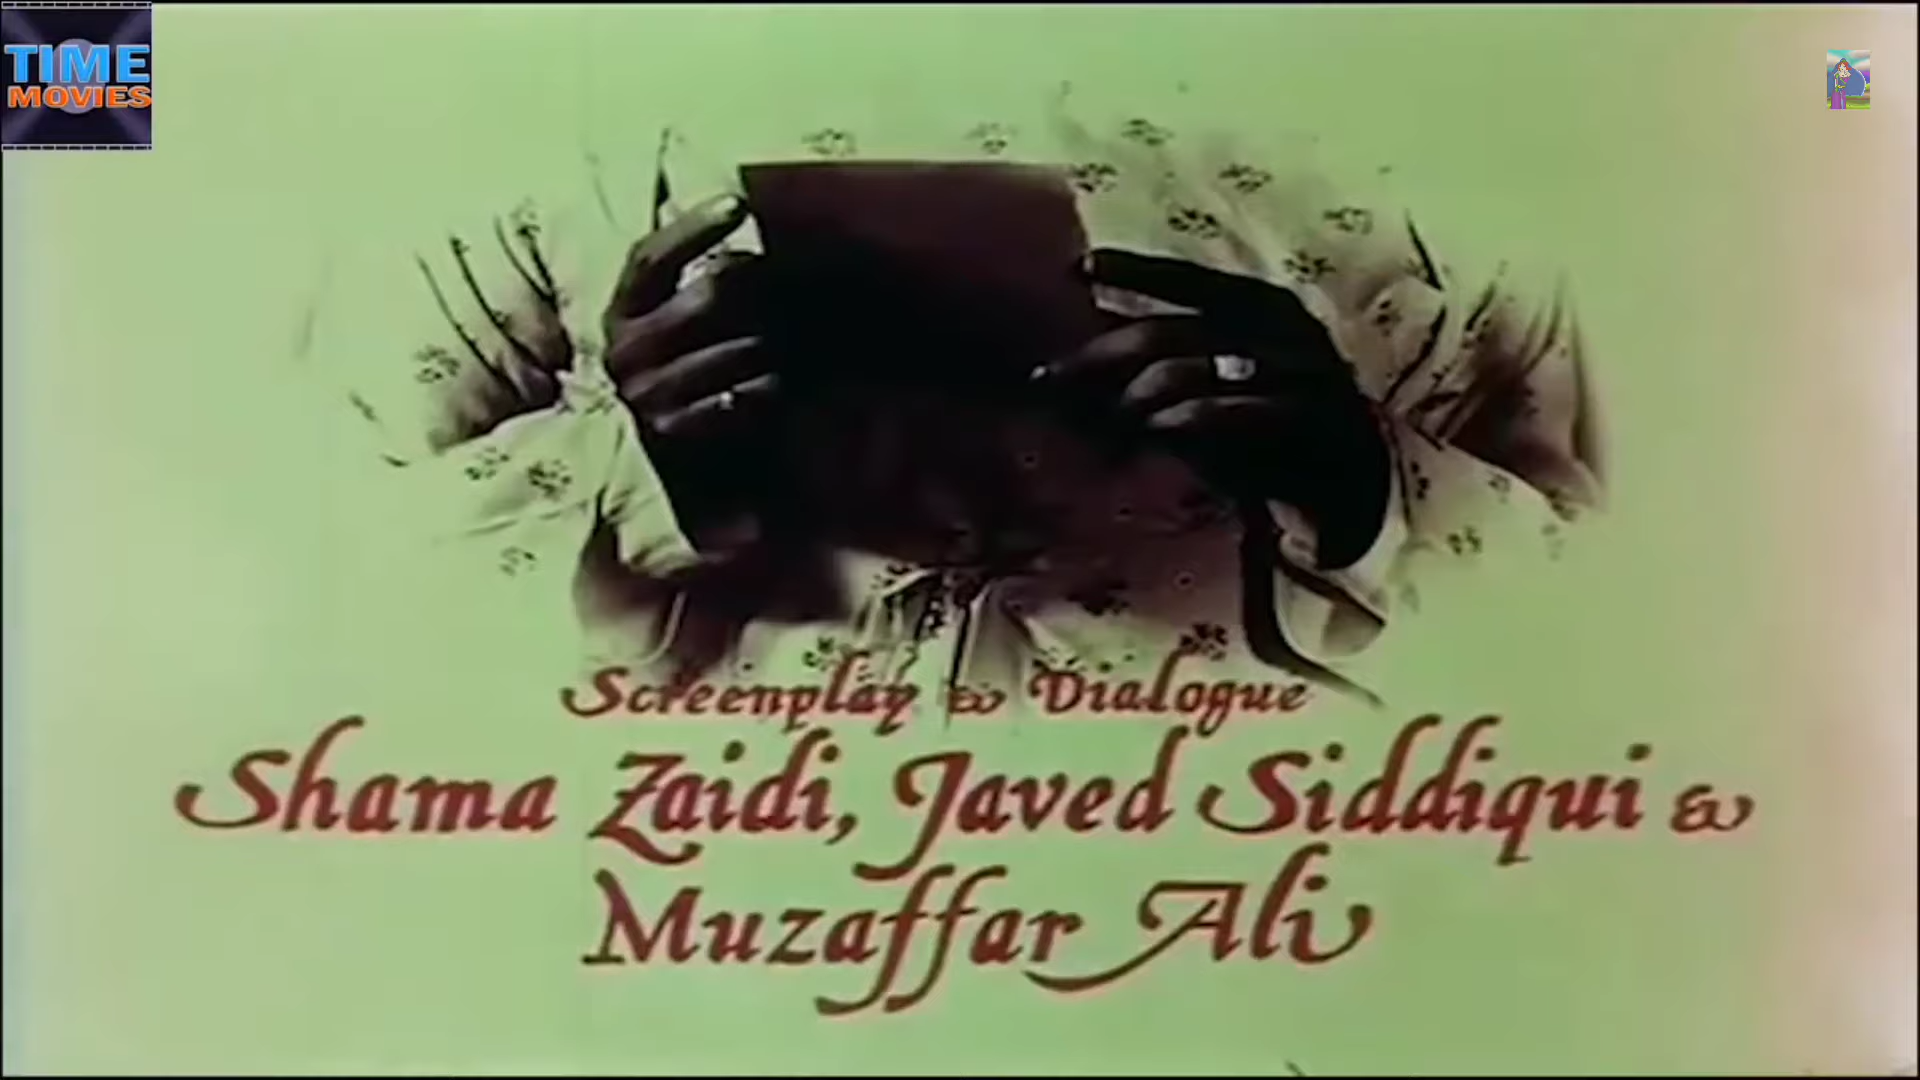 TIME
MOVIES
Screenplay & Dialogue
Shama Zaidi, Javed Siddiqui &
Muzaffar Ali